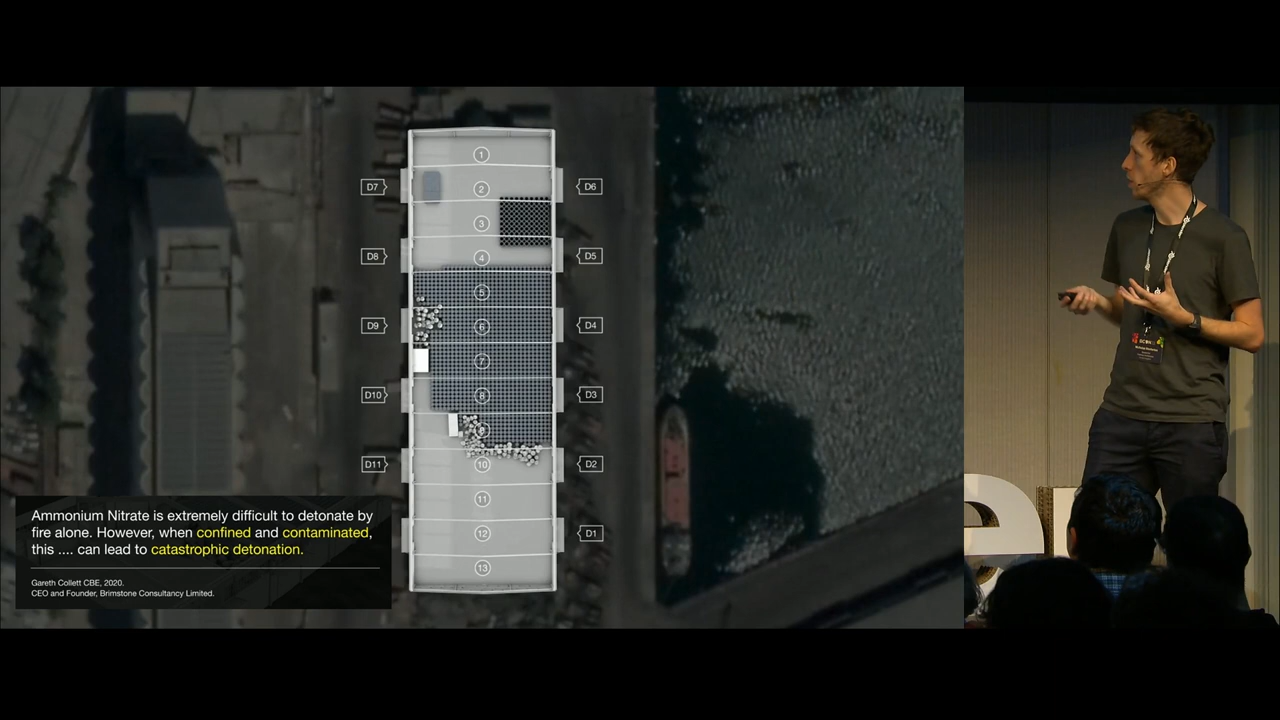 1
D7
2
D6
3
D8
4
D5
5
D9
6
D4
7
D10
8
D3
9
D11
10
D2
11
12
D1
13
Ammonium Nitrate is extremely difficult to detonate by
fire alone. However, when confined and contaminated,
this .... can lead to catastrophic detonation.
Gareth Collett CBE, 2020.
CEO and Founder, Brimstone Consultancy Limited.
e